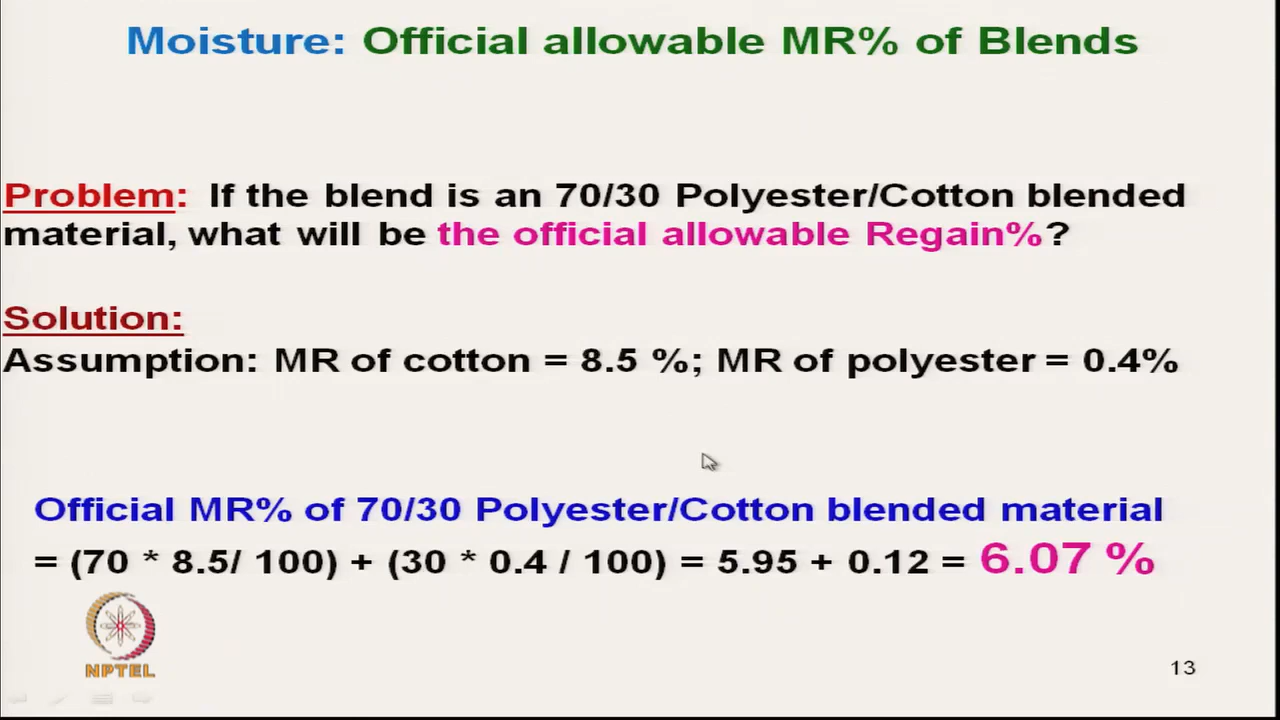 Moisture: Official allowable MR% of Blends
Problem: If the blend is an 70/30 Polyester/Cotton blended
material, what will be the official allowable Regain%?
Solution:
Assumption: MR of cotton = 8.5 %; MR of polyester = 0.4%
Official MR% of 70/30 Polyester/Cotton blended material
= (70 * 8.5/ 100) + (30 * 0.4 / 100) = 5.95 + 0.12 = 6.07 %
NPTEL
13